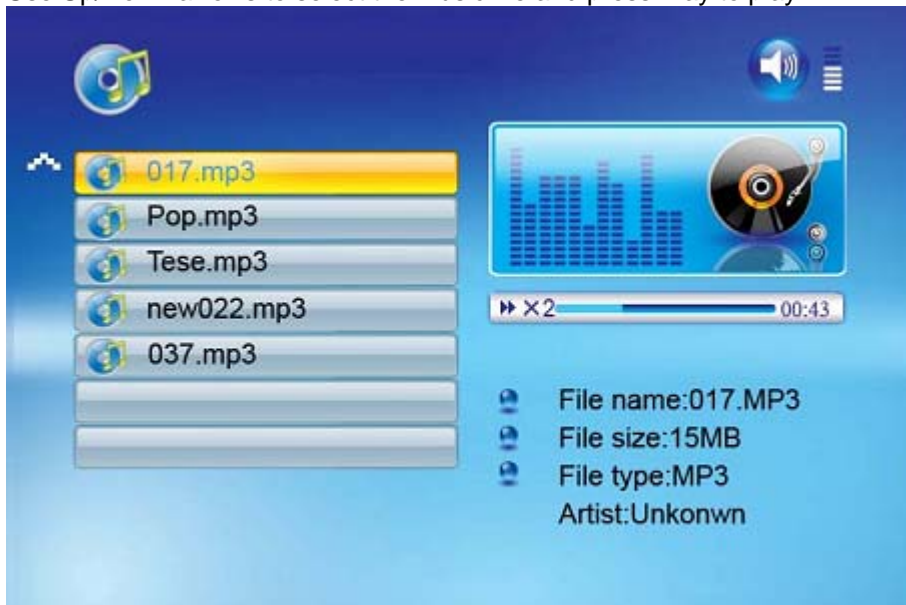 017.mp3
Pop.mp3
Tese.mp3
new022.mp3
037.mp3
×2
00:43
File name:017.MP3
File size:15MB
File type:MP3
Artist:Unkonwn